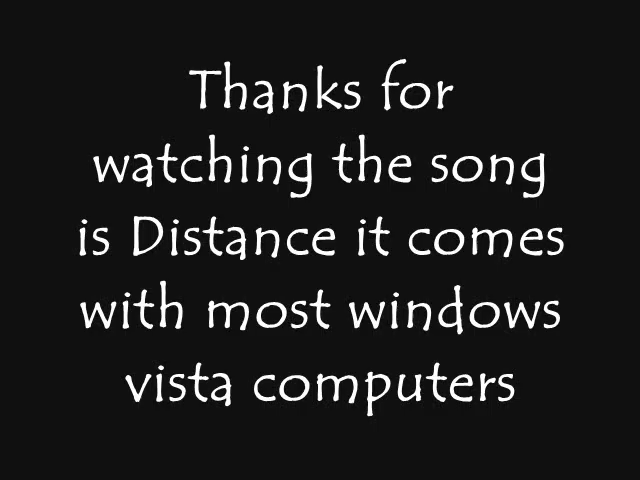 Thanks for
watching the song
is Distance it comes
with most windows
vista computers